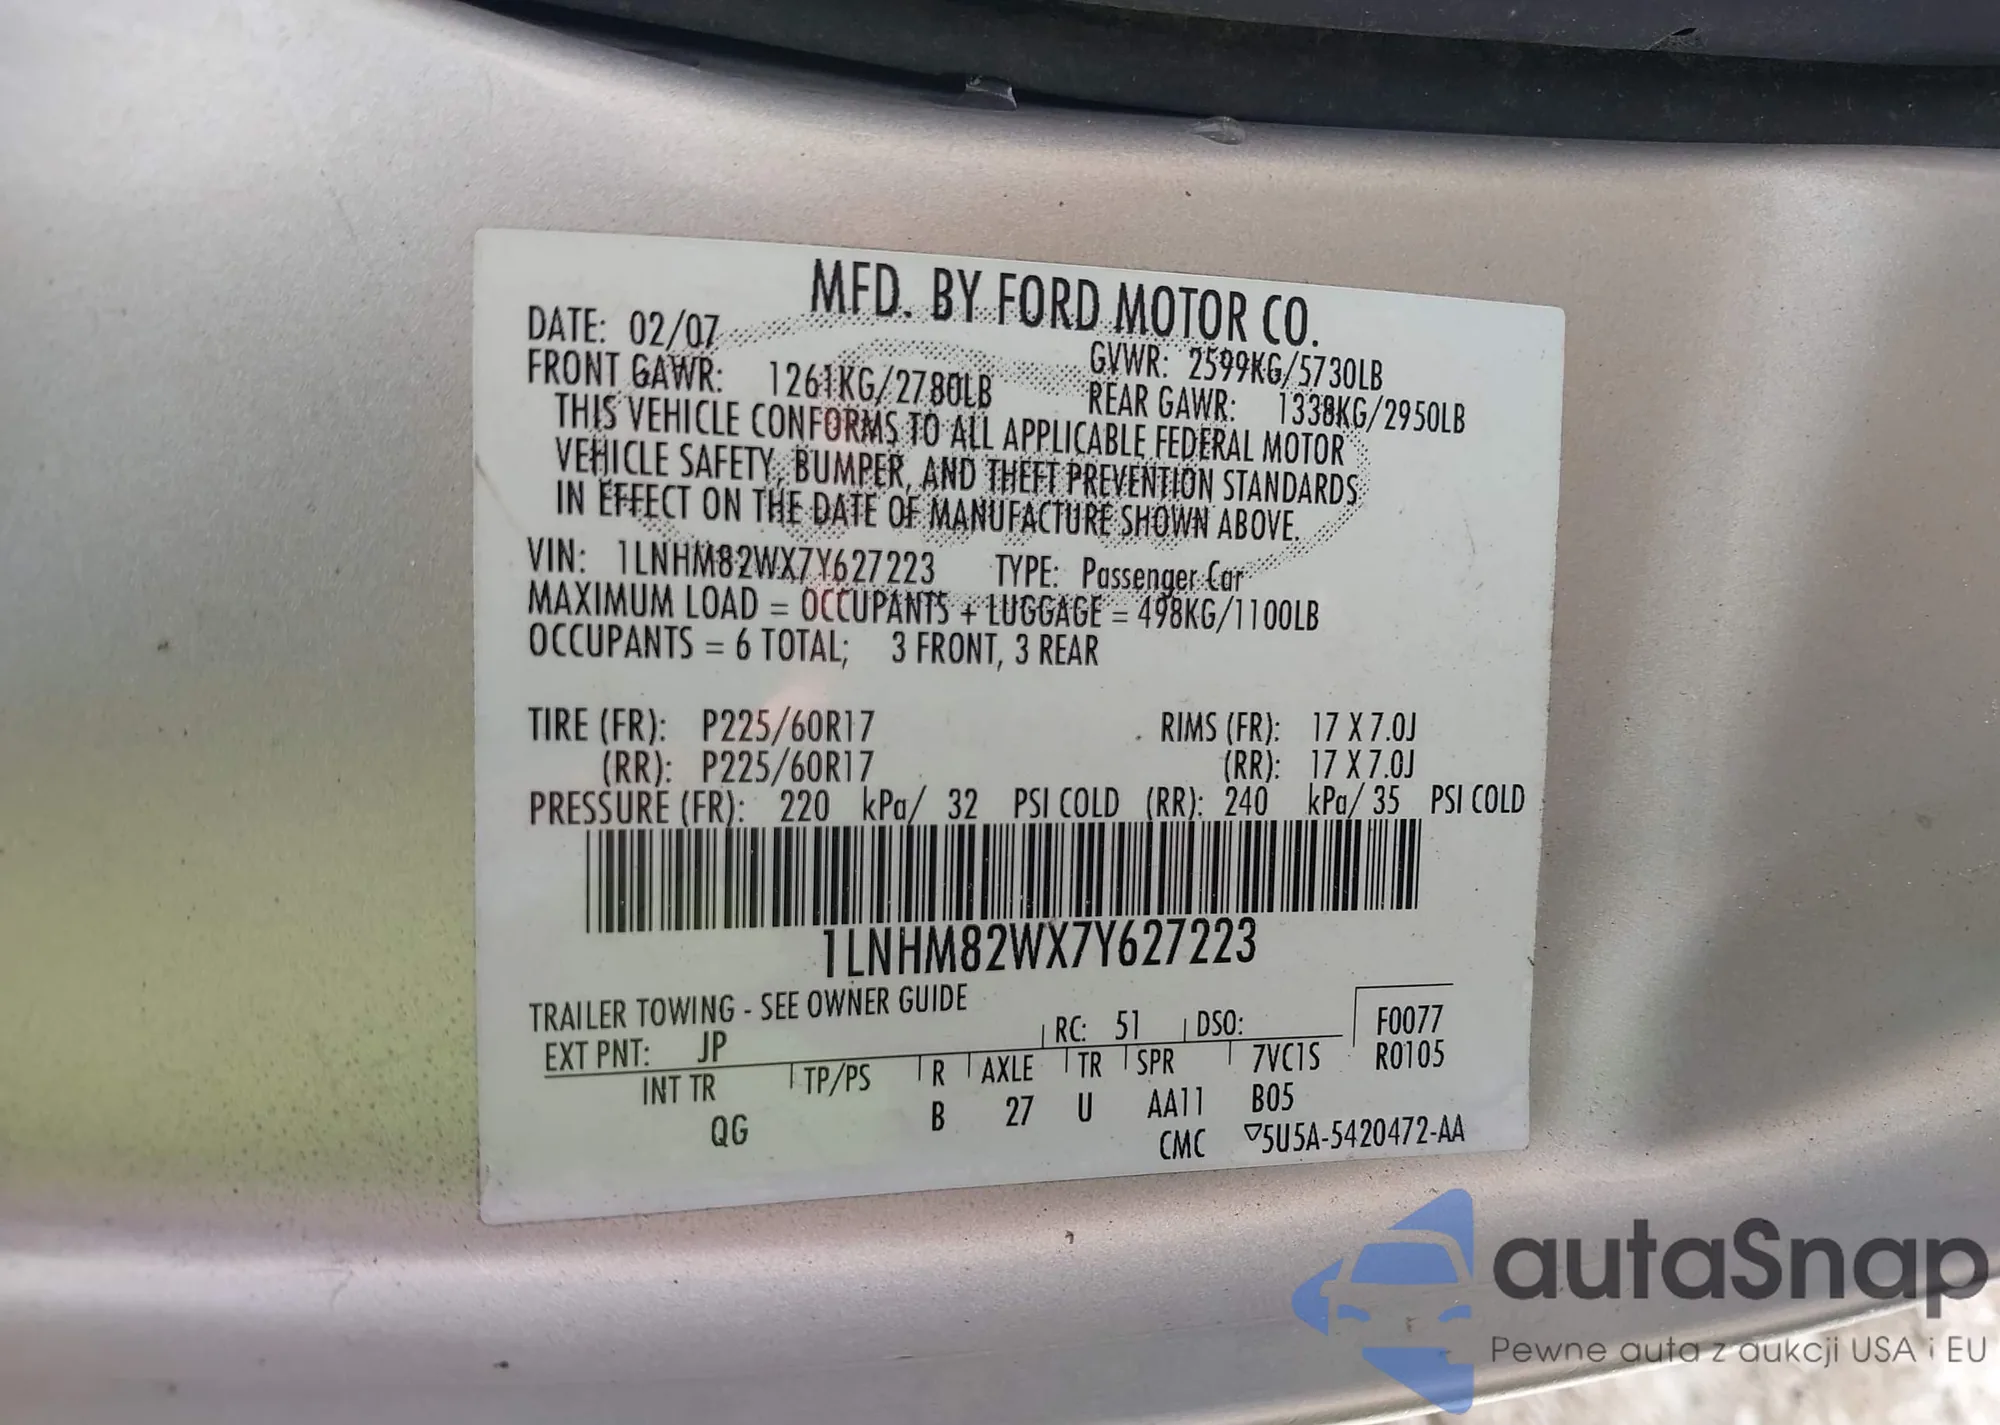 MFD. BY FORD MOTOR CO.
DATE: 02/07 GVWR: 2599KG/5730LB
FRONT GAWR: 1261KG/2780LB REAR GAWR: 1338KG/2950LB
THIS VEHICLE CONFORMS TO ALL APPLICABLE FEDERAL MOTOR
VEHICLE SAFETY, BUMPER, AND THEFT PREVENTION STANDARDS
IN EFFECT ON THE DATE OF MANUFACTURE SHOWN ABOVE.
VIN: 1LNHM82WX7Y627223 TYPE: Passenger Car
MAXIMUM LOAD = OCCUPANTS + LUGGAGE = 498KG/1100LB
OCCUPANTS = 6 TOTAL; 3 FRONT, 3 REAR
TIRE (FR): P225/60R17 RIMS (FR): 17 X 7.0J
(RR): P225/60R17 (RR): 17 X 7.0J
PRESSURE (FR): 220 kPa/ 32 PSI COLD (RR): 240 kPa/ 35 PSI COLD
1LNHM82WX7Y627223
TRAILER TOWING - SEE OWNER GUIDE
EXT PNT: JP RC: 51 DSO: F0077
INT TR TP/PS R AXLE TR SPR 7VC1S R0105
QG B 27 U AA11 B05
CMC ▽5U5A-5420472-AA
autaSnap
Pewne auta z aukcji USA i EU